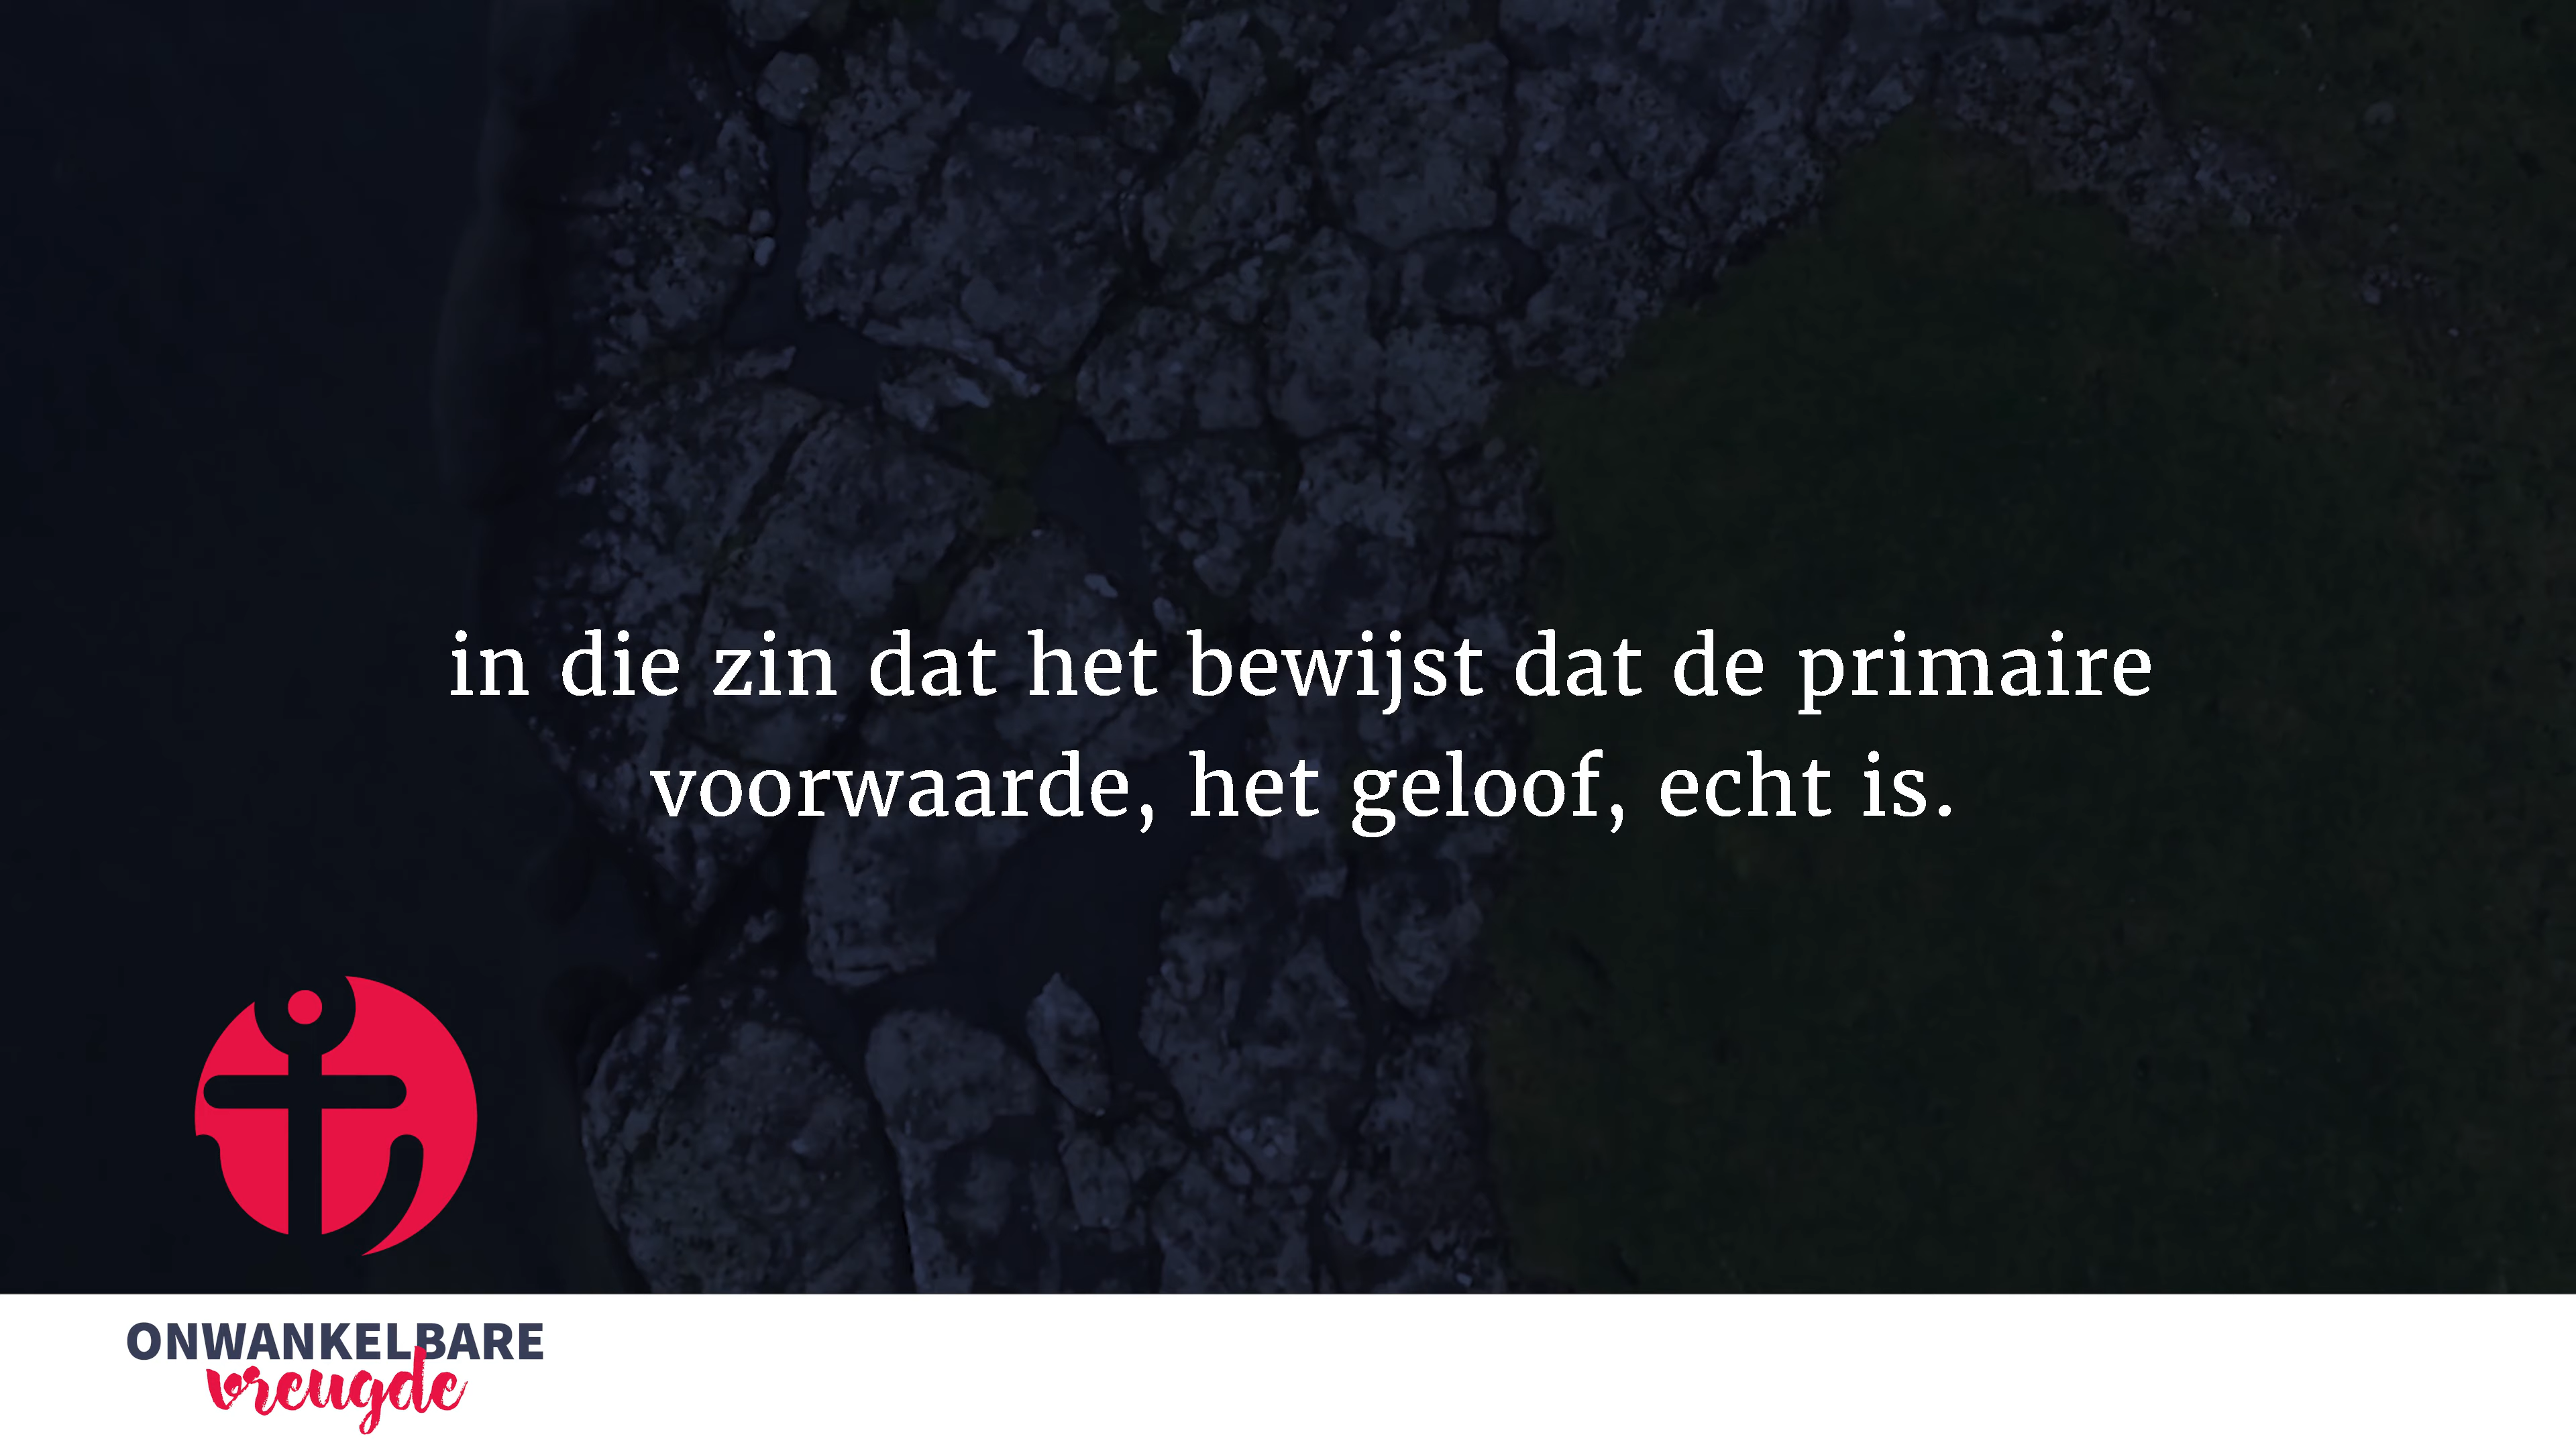 in die zin dat het bewijst dat de primaire
voorwaarde, het geloof, echt is.
ONWANKELBARE
vreugde